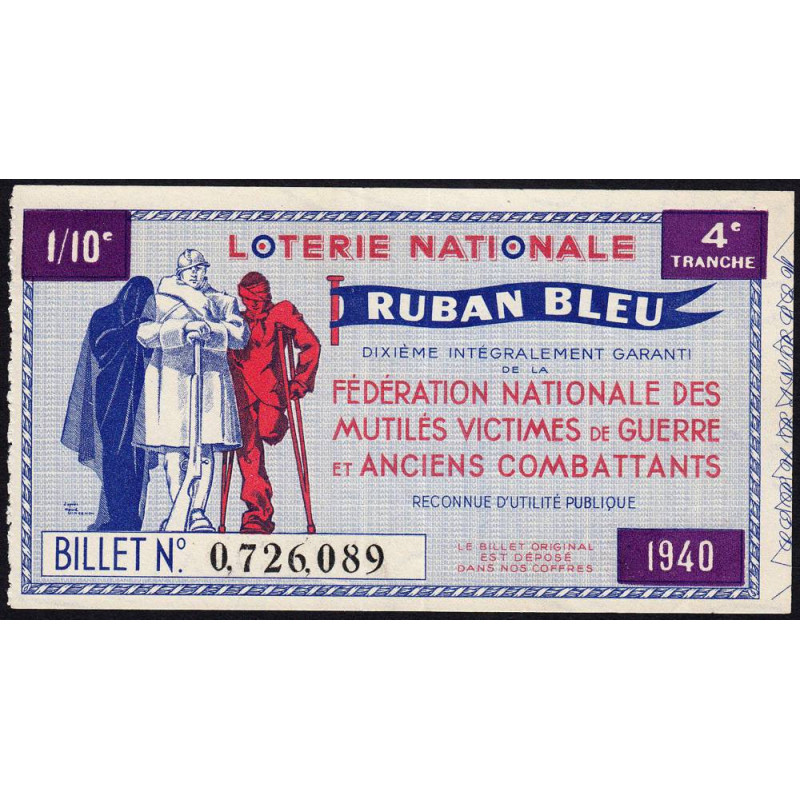 1/10e
LOTERIE NATIONALE
4e
TRANCHE
RUBAN BLEU
DIXIÈME INTÉGRALEMENT GARANTI
DE LA
FÉDÉRATION NATIONALE DES
MUTILÉS VICTIMES DE GUERRE
ET ANCIENS COMBATTANTS
RECONNUE D'UTILITÉ PUBLIQUE
BILLET No. 0,726,089
LE BILLET ORIGINAL
EST DÉPOSÉ
DANS NOS COFFRES
1940